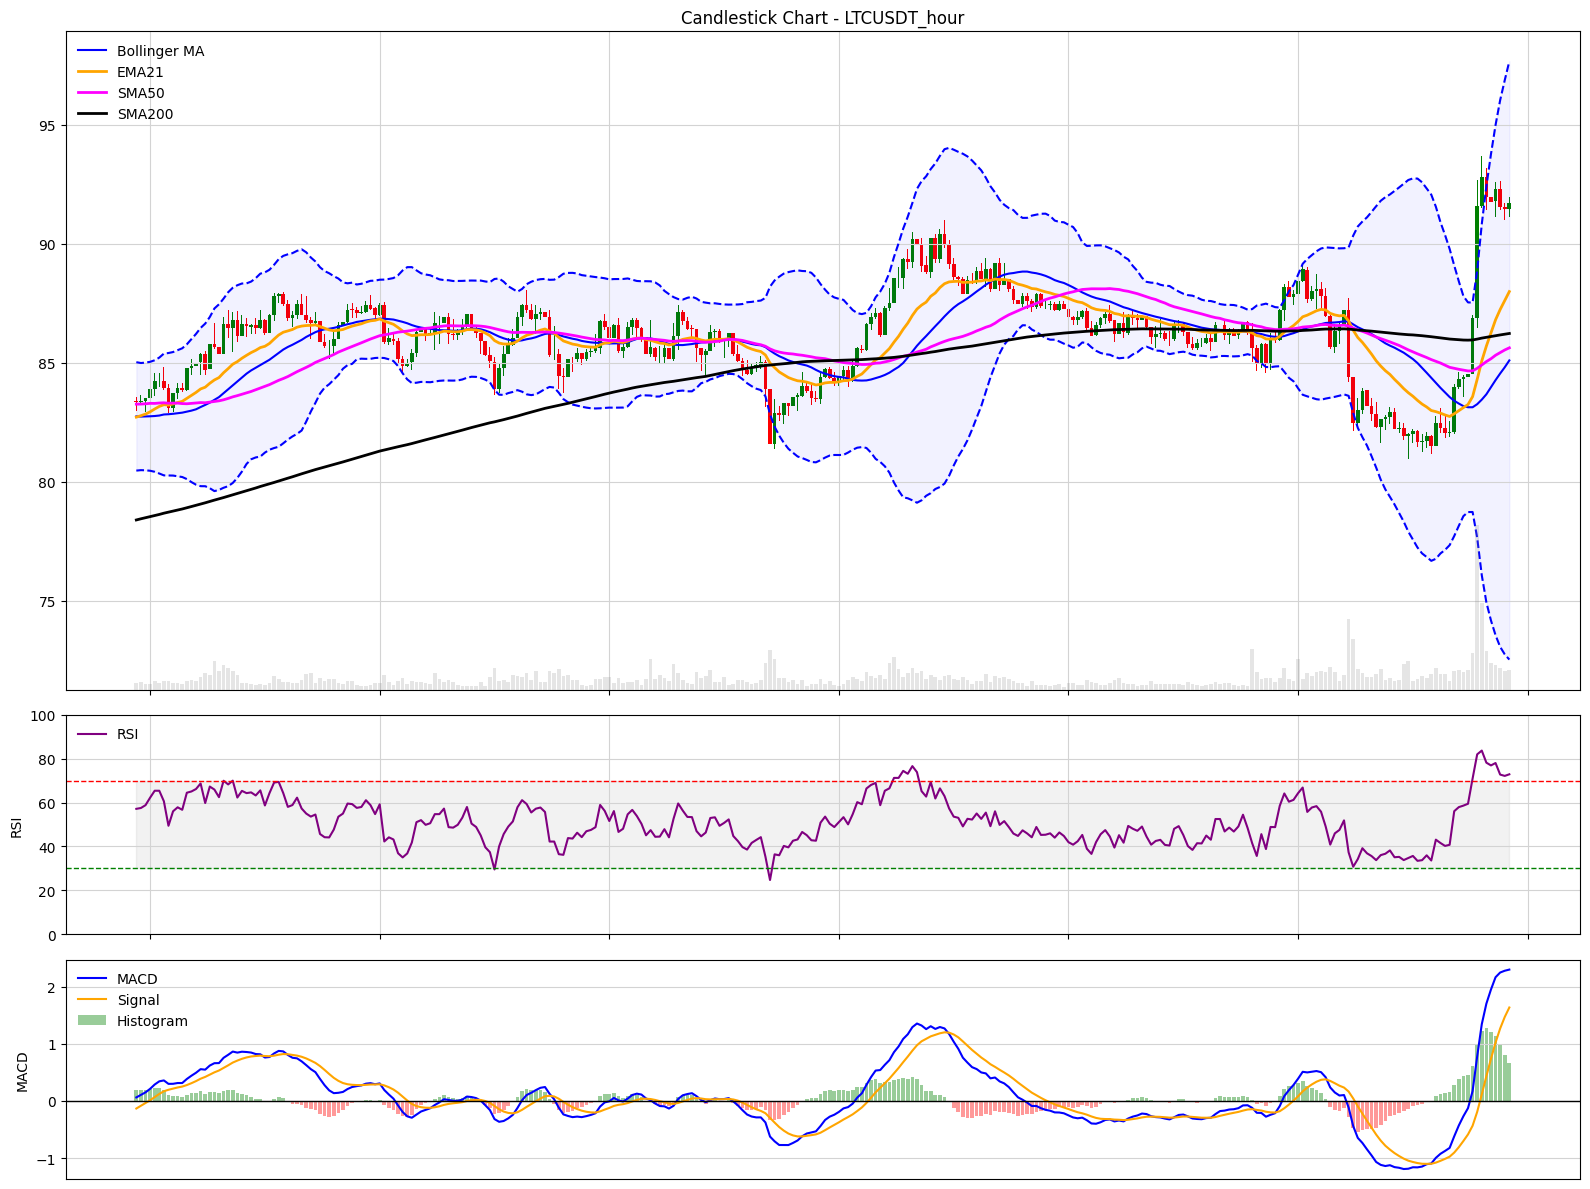 Candlestick Chart - LTCUSDT_hour
Bollinger MA
EMA21
SMA50
SMA200
95
90
85
80
75
RSI
100
80
60
40
20
0
RSI
MACD
Signal
Histogram
2
1
0
−1
MACD